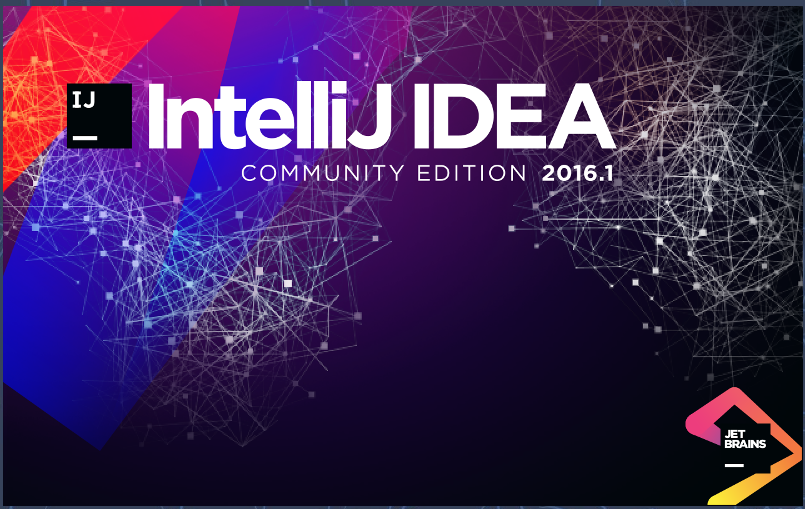 IJ
IntelliJ IDEA
COMMUNITY EDITION 2016.1
JET
BRAINS